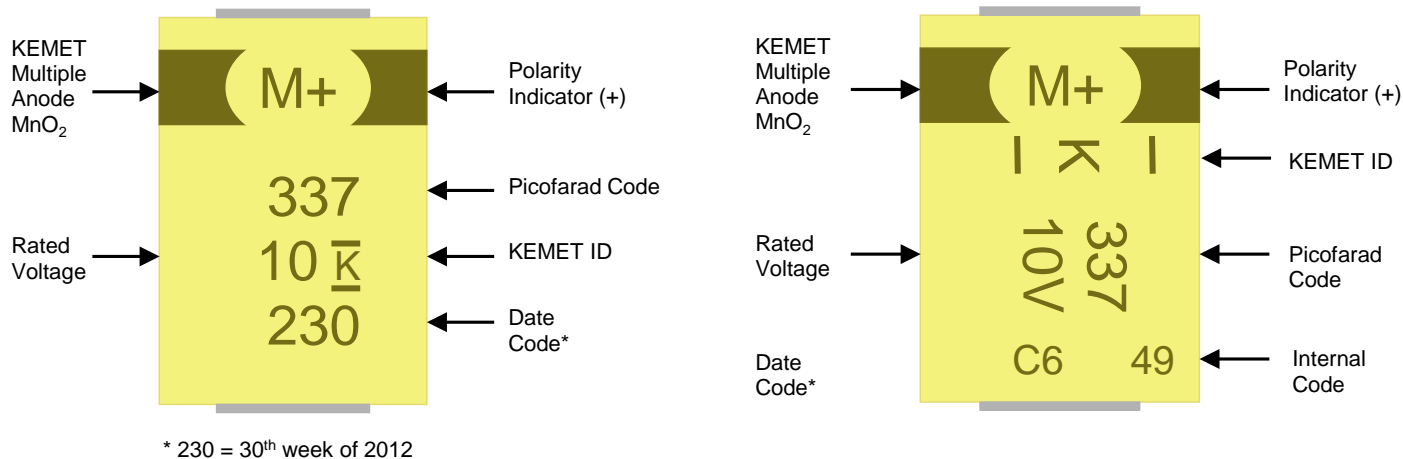 KEMET
Multiple
Anode
MnO₂
M+
Polarity
Indicator (+)
337
Picofarad Code
Rated
Voltage
10 K
KEMET ID
230
Date
Code*
* 230 = 30th week of 2012
KEMET
Multiple
Anode
MnO₂
M+
Polarity
Indicator (+)
K
KEMET ID
Rated
Voltage
337
10V
Picofarad
Code
Date
Code*
C6 49
Internal
Code